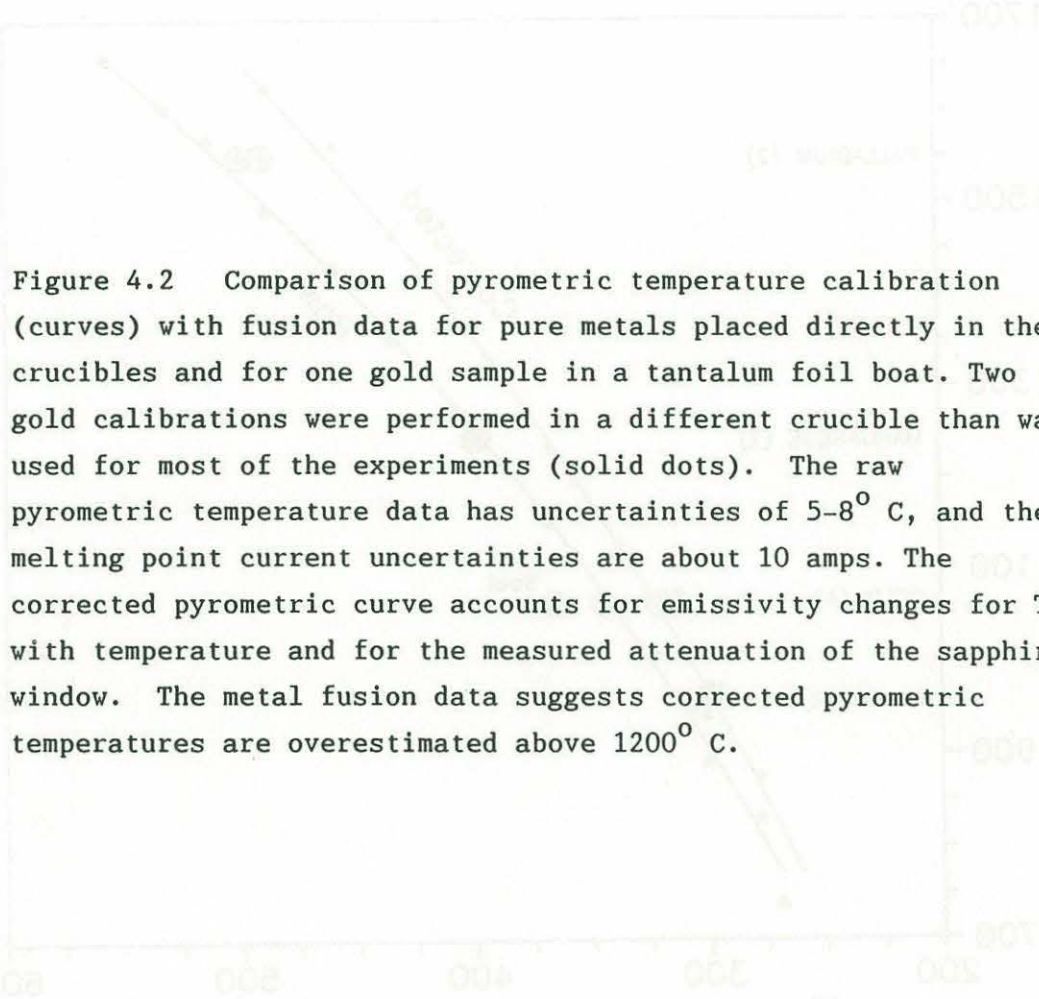 Figure 4.2 Comparison of pyrometric temperature calibration
(curves) with fusion data for pure metals placed directly in the
crucibles and for one gold sample in a tantalum foil boat. Two
gold calibrations were performed in a different crucible than wa
used for most of the experiments (solid dots). The raw
pyrometric temperature data has uncertainties of 5-8° C, and the
melting point current uncertainties are about 10 amps. The
corrected pyrometric curve accounts for emissivity changes for T
with temperature and for the measured attenuation of the sapphir
window. The metal fusion data suggests corrected pyrometric
temperatures are overestimated above 1200° C.